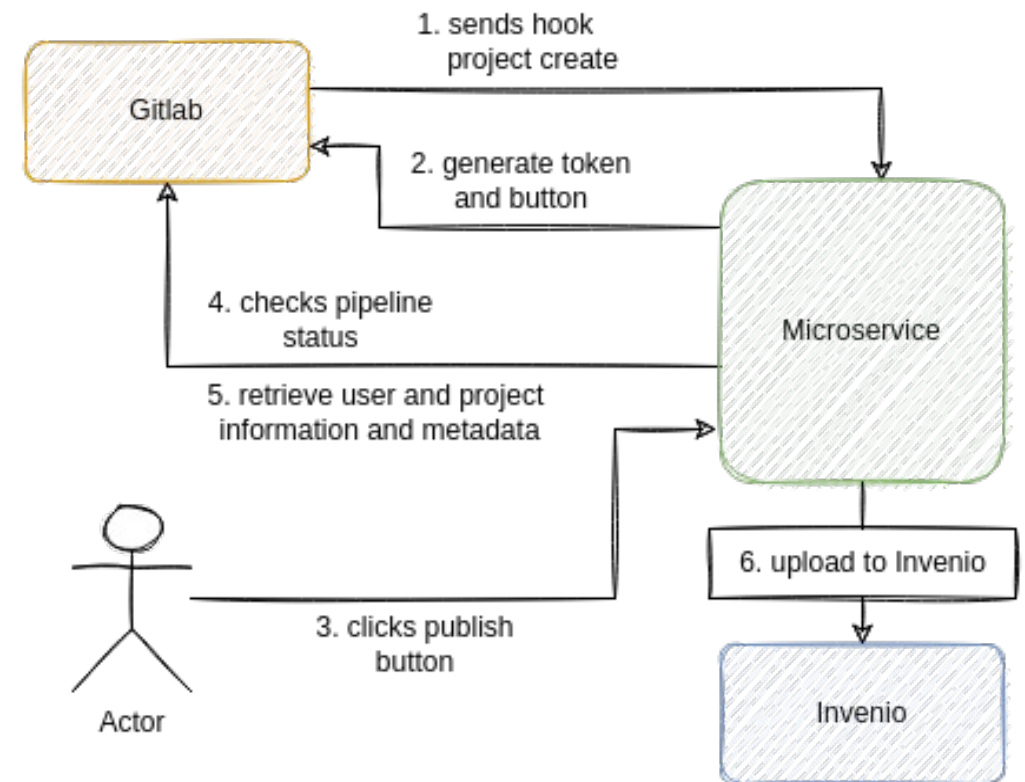 1. sends hook
project create
Gitlab
2. generate token
and button
4. checks pipeline
status
Microservice
5. retrieve user and project
information and metadata
6. upload to Invenio
3. clicks publish
button
Actor
Invenio